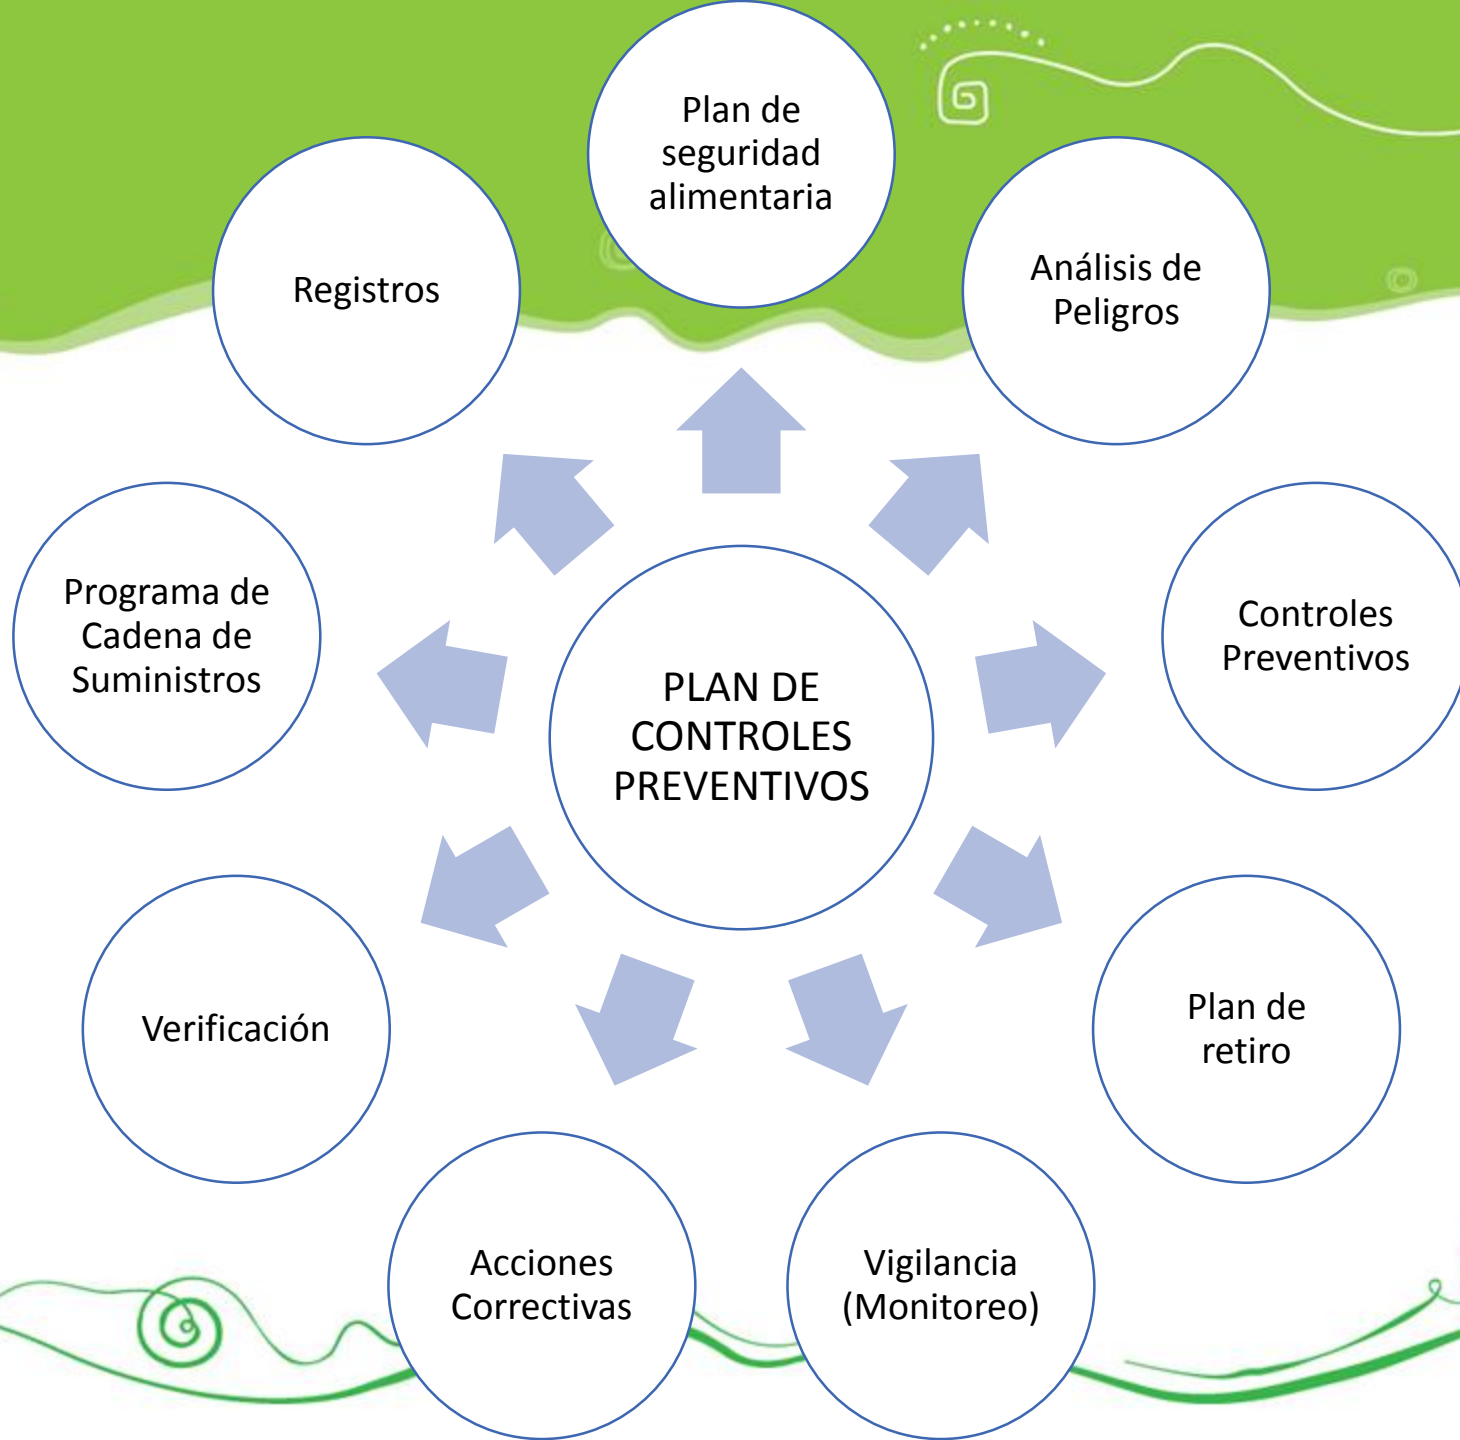 Plan de
seguridad
alimentaria
Análisis de
Peligros
Controles
Preventivos
Plan de
retiro
Vigilancia
(Monitoreo)
Acciones
Correctivas
Verificación
Programa de
Cadena de
Suministros
Registros
PLAN DE
CONTROLES
PREVENTIVOS